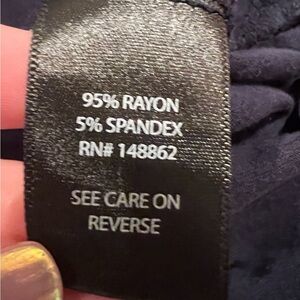 95% RAYON
5% SPANDEX
RN# 148862
SEE CARE ON
REVERSE